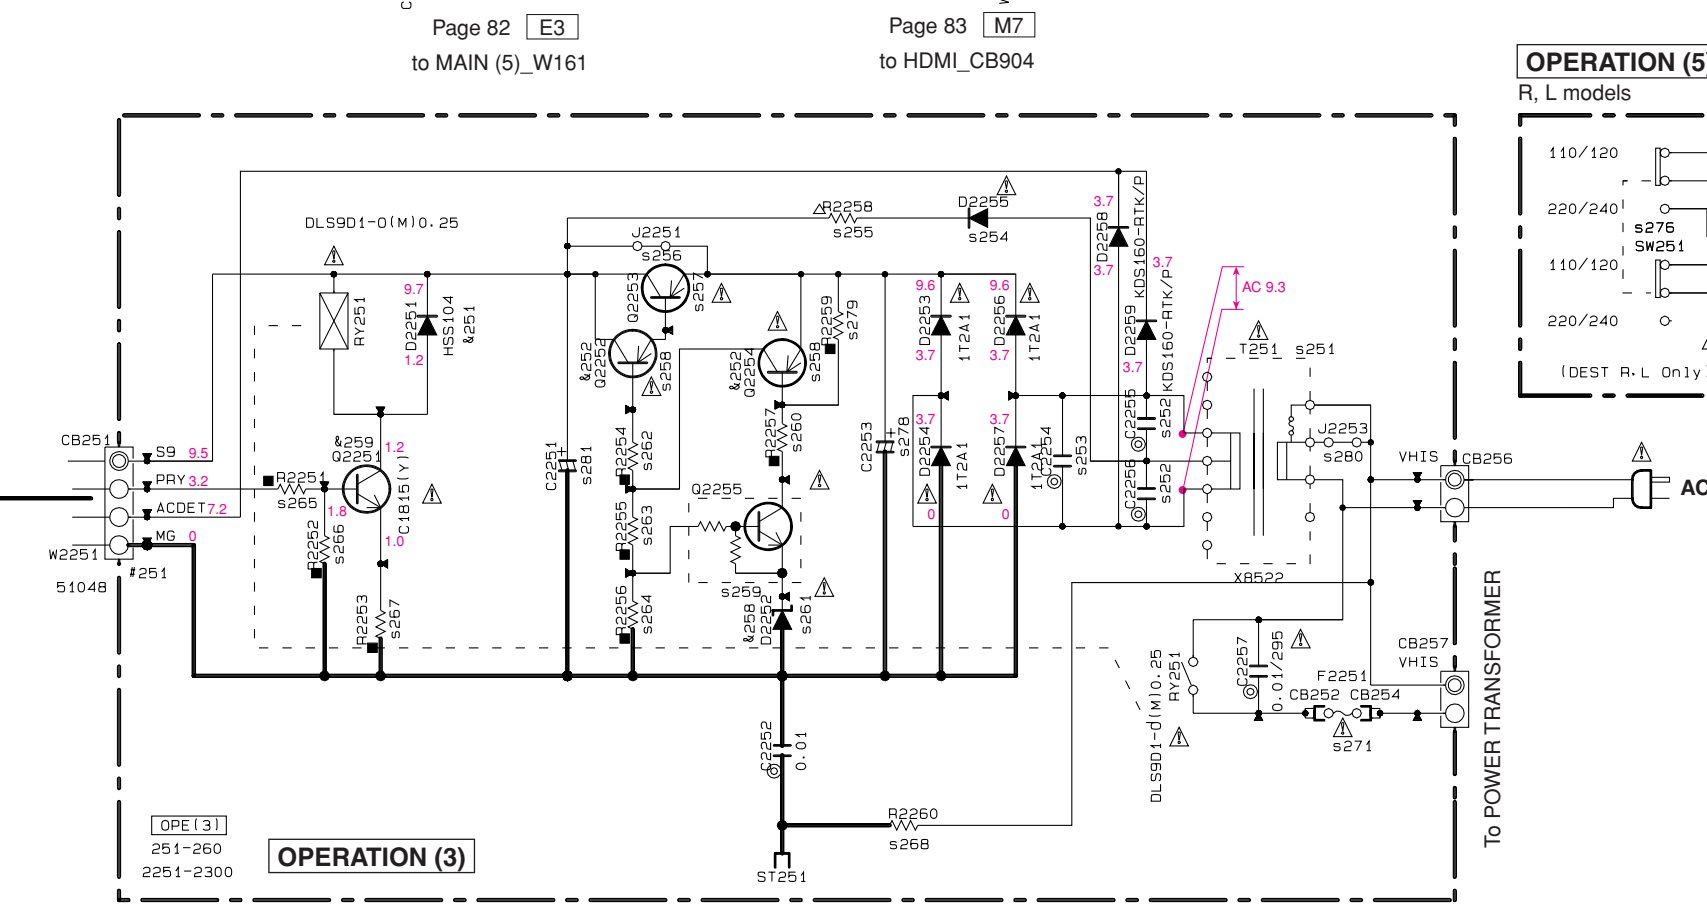 Page 82 E3
to MAIN (5)_W161
Page 83 M7
to HDMI_CB904
OPERATION (5)
R, L models
110/120
220/240
s276
SW251
110/120
220/240
(DEST R.L Only)
DLS9D1-O(M)0.25
RY251
9.7
D2251
HSS104
&251
1.2
J2251
s256
Q2253
s257
&252
Q2252
s258
R2258
s255
D2255
s254
&252
Q2254
s258
R2259
s279
9.6
D2253
1T2A1
3.7
9.6
D2256
1T2A1
3.7
3.7
D2258
3.7
KDS160-RTK/P
3.7
D2259
KDS160-RTK/P
3.7
AC 9.3
T251
s251
CB251
S9 9.5
PRY 3.2
ACDET 7.2
MG 0
W2251
51048
#251
R2251
s265
&259
Q2251
1.2
1.8
C1815(Y)
1.0
R2252
s266
R2253
s267
C2251
s281
R2254
s262
R2255
s263
R2256
s264
R2257
s260
Q2255
s259
&258
D2252
s261
C2253
s278
3.7
D2254
1T2A1
0
3.7
D2257
1T2A1
0
C2254
s253
C2255
s252
C2256
s252
XB522
J2253
s280
VHIS
CB256
AC
C2257
0.01/295
RY251
DLS9D1-O(M)0.25
F2251
CB252 CB254
s271
CB257
VHIS
To POWER TRANSFORMER
C2252
0.01
R2260
s268
ST251
OPE(3)
251-260
2251-2300
OPERATION (3)